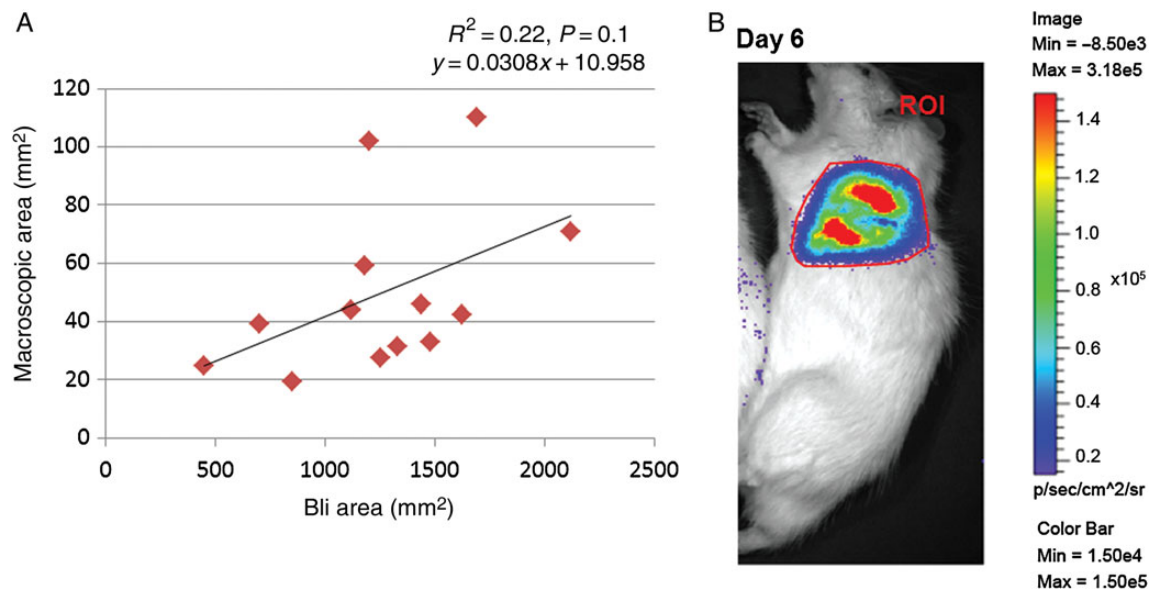 A
R² = 0.22, P = 0.1
y = 0.0308x + 10.958
Macroscopic area (mm²)
120
100
80
60
40
20
0
0 500 1000 1500 2000 2500
Bli area (mm²)
B
Day 6
ROI
Image
Min = −8.50e3
Max = 3.18e5
1.4
1.2
1.0
0.8
0.6
0.4
0.2
x10⁵
p/sec/cm^2/sr
Color Bar
Min = 1.50e4
Max = 1.50e5